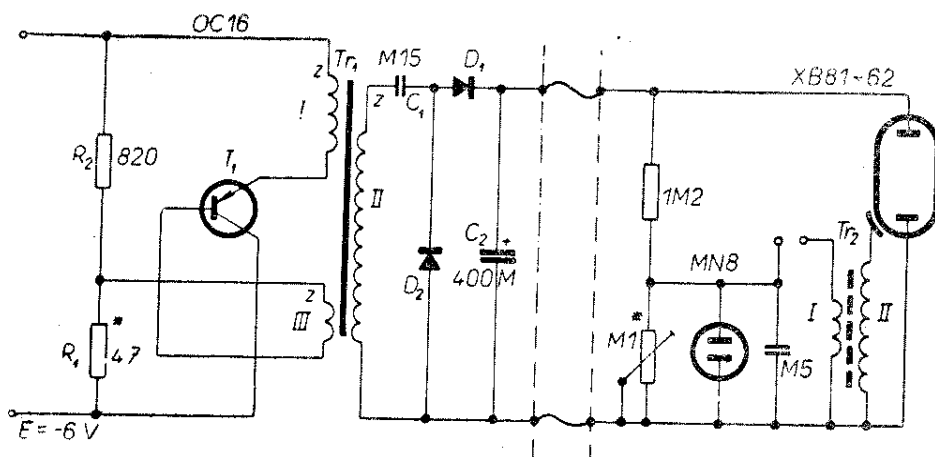 OC16
Tr₁
M15
D₁
XB81-62
z
z
C₁
I
R₂ 820
T₁
II
1M2
C₂
+
400M
D₂
Tr₂
MN8
z
III
I
II
*
R₁ 47
*
M1
M5
E = -6 V